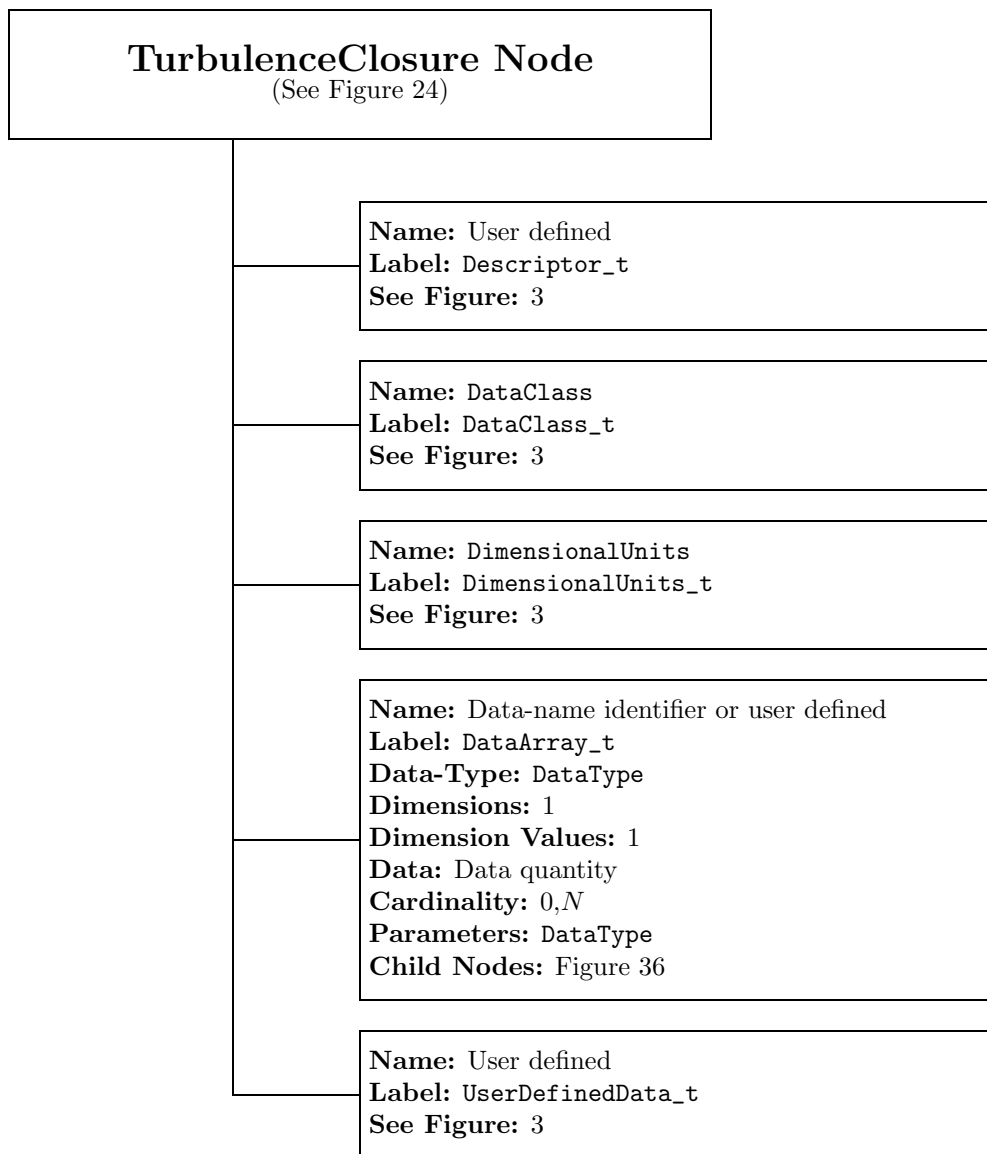 TurbulenceClosure Node
(See Figure 24)
Name: User defined
Label: Descriptor_t
See Figure: 3
Name: DataClass
Label: DataClass_t
See Figure: 3
Name: DimensionalUnits
Label: DimensionalUnits_t
See Figure: 3
Name: Data-name identifier or user defined
Label: DataArray_t
Data-Type: DataType
Dimensions: 1
Dimension Values: 1
Data: Data quantity
Cardinality: 0,N
Parameters: DataType
Child Nodes: Figure 36
Name: User defined
Label: UserDefinedData_t
See Figure: 3